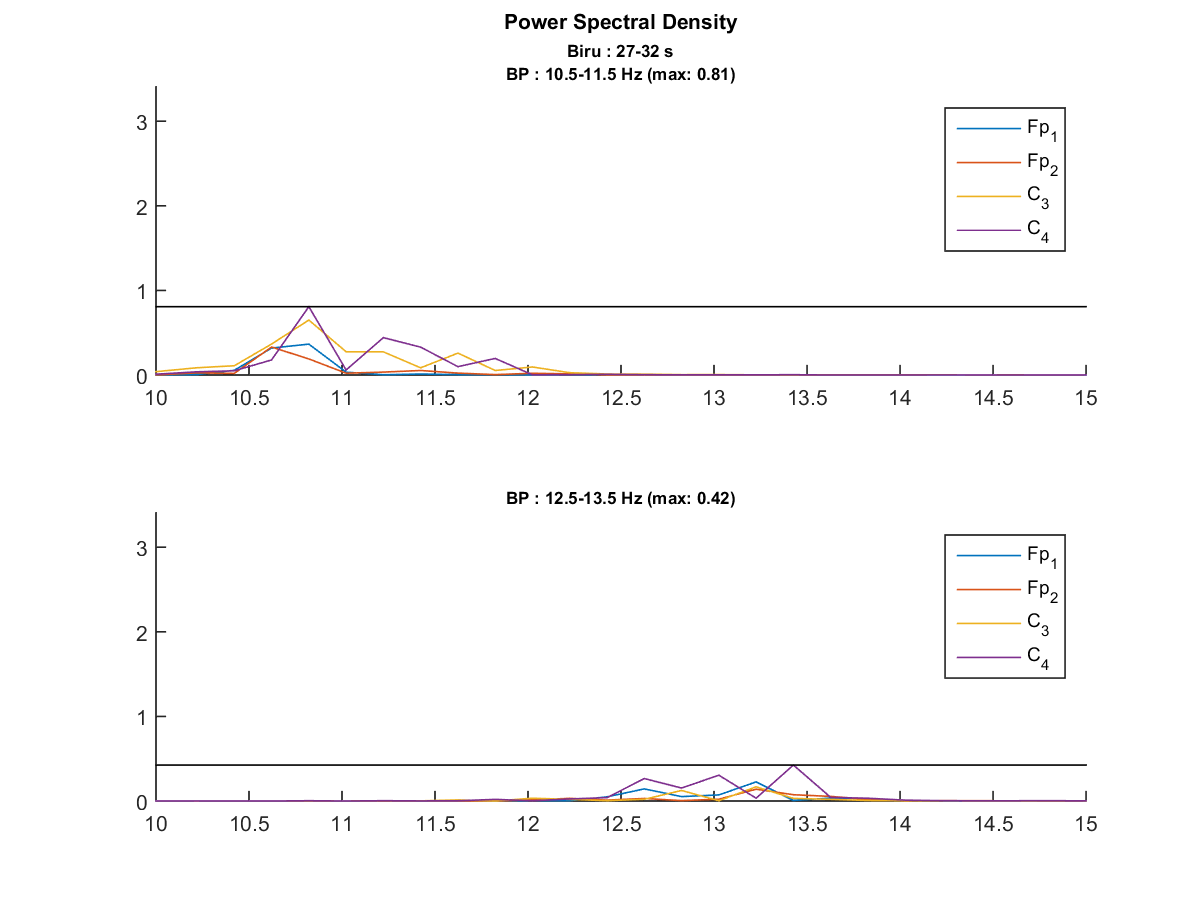 Power Spectral Density
Biru : 27-32 s
BP : 10.5-11.5 Hz (max: 0.81)
3
2
1
0
10 10.5 11 11.5 12 12.5 13 13.5 14 14.5 15
Fp1
Fp2
C3
C4
BP : 12.5-13.5 Hz (max: 0.42)
3
2
1
0
10 10.5 11 11.5 12 12.5 13 13.5 14 14.5 15
Fp1
Fp2
C3
C4